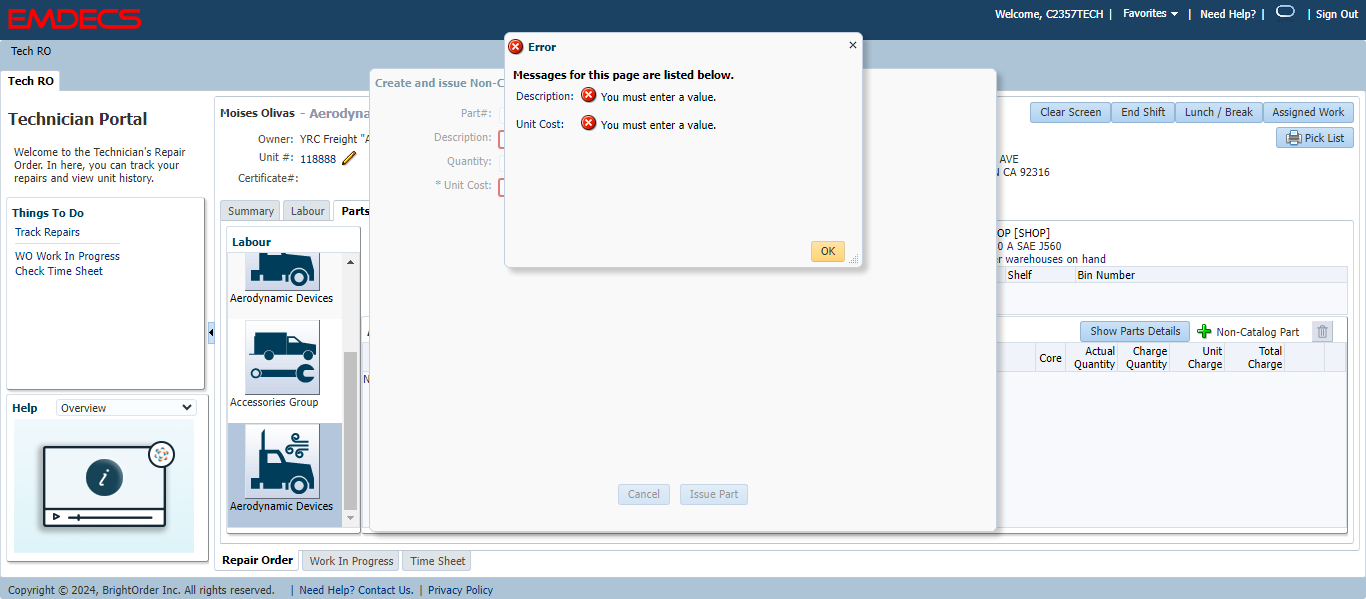 EMDECS
Welcome, C2357TECH | Favorites | Need Help? | | Sign Out
Tech RO
Tech RO
Technician Portal
Welcome to the Technician's Repair
Order. In here, you can track your
repairs and view unit history.
Things To Do
Track Repairs
WO Work In Progress
Check Time Sheet
Help Overview
i
Moises Olivas - Aerodyna
Owner: YRC Freight "A
Unit #: 118888
Certificate#:
Summary Labour Parts
Labour
Aerodynamic Devices
Accessories Group
Aerodynamic Devices
Create and issue Non-C
Part#:
Description:
Quantity:
* Unit Cost:
Cancel Issue Part
Error
Messages for this page are listed below.
Description: You must enter a value.
Unit Cost: You must enter a value.
OK
Clear Screen End Shift Lunch / Break Assigned Work
Pick List
AVE
CA 92316
OP [SHOP]
0 A SAE J560
r warehouses on hand
Shelf Bin Number
Show Parts Details Non-Catalog Part
Core Actual Quantity Charge Quantity Unit Charge Total Charge
Repair Order Work In Progress Time Sheet
Copyright © 2024, BrightOrder Inc. All rights reserved. | Need Help? Contact Us. | Privacy Policy